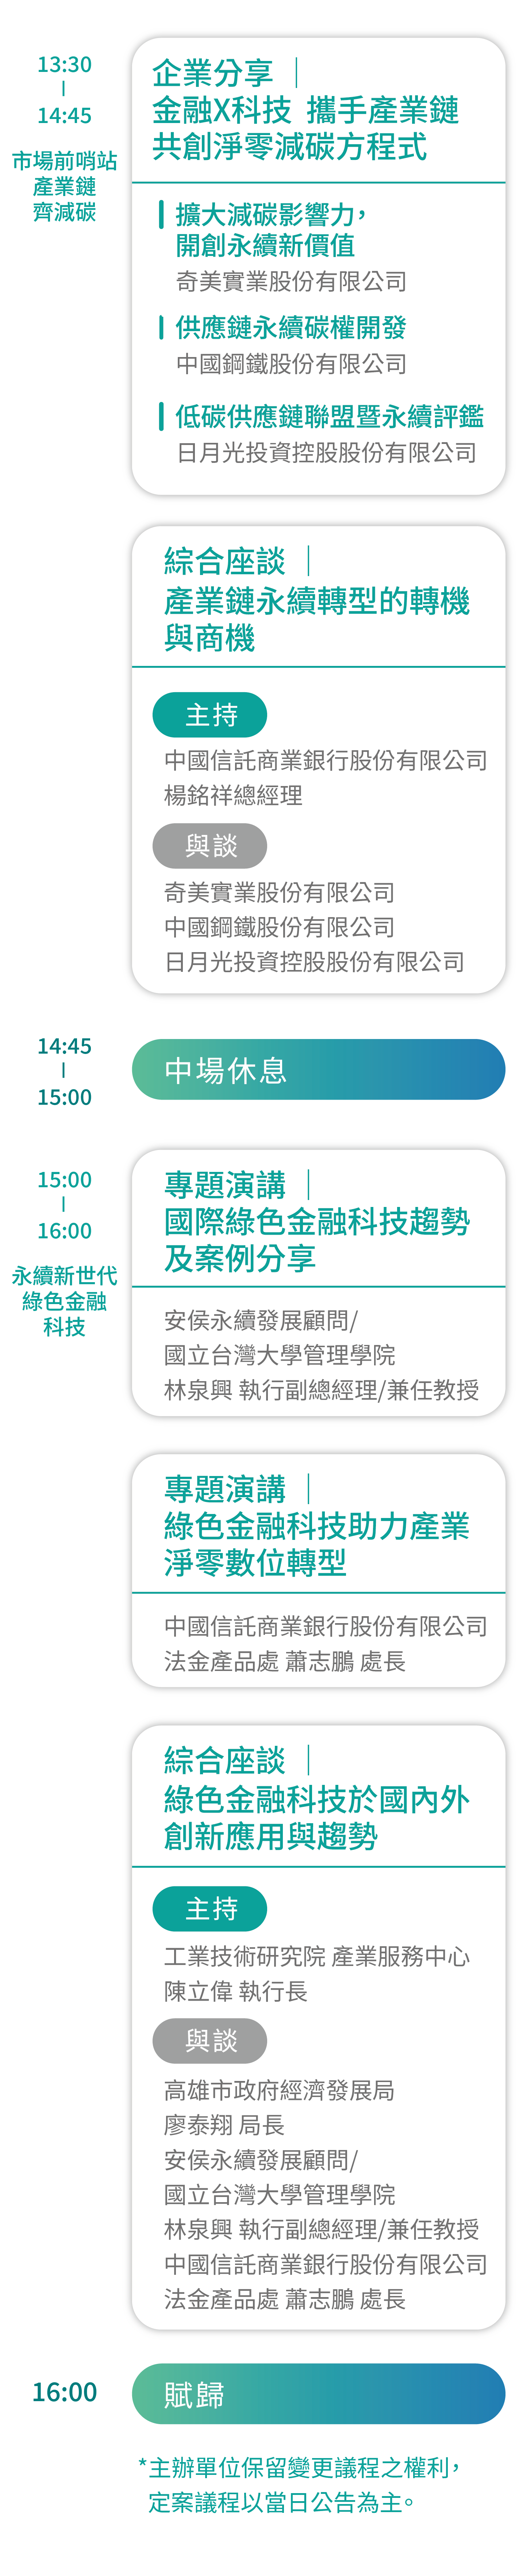 13:30
|
14:45
市場前哨站
產業鏈
齊減碳
企業分享｜
金融X科技 攜手產業鏈
共創淨零減碳方程式
擴大減碳影響力，
開創永續新價值
奇美實業股份有限公司
供應鏈永續碳權開發
中國鋼鐵股份有限公司
低碳供應鏈聯盟暨永續評鑑
日月光投資控股股份有限公司
綜合座談｜
產業鏈永續轉型的轉機
與商機
主持
中國信託商業銀行股份有限公司
楊銘祥總經理
與談
奇美實業股份有限公司
中國鋼鐵股份有限公司
日月光投資控股股份有限公司
14:45
|
15:00
中場休息
15:00
|
16:00
永續新世代
綠色金融
科技
專題演講｜
國際綠色金融科技趨勢
及案例分享
安侯永續發展顧問/
國立台灣大學管理學院
林泉興 執行副總經理/兼任教授
專題演講｜
綠色金融科技助力產業
淨零數位轉型
中國信託商業銀行股份有限公司
法金產品處 蕭志鵬 處長
綜合座談｜
綠色金融科技於國內外
創新應用與趨勢
主持
工業技術研究院 產業服務中心
陳立偉 執行長
與談
高雄市政府經濟發展局
廖泰翔 局長
安侯永續發展顧問/
國立台灣大學管理學院
林泉興 執行副總經理/兼任教授
中國信託商業銀行股份有限公司
法金產品處 蕭志鵬 處長
16:00
賦歸
*主辦單位保留變更議程之權利，
定案議程以當日公告為主。